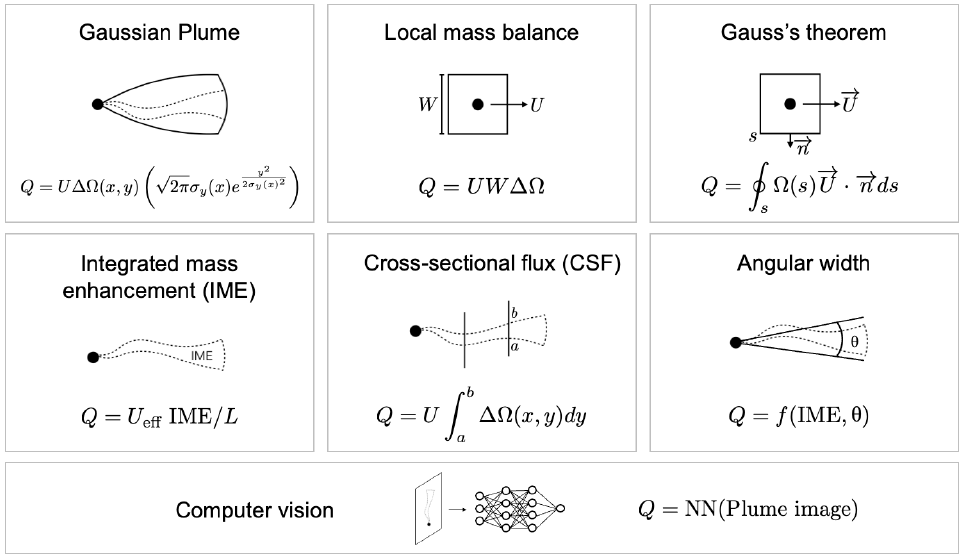 Gaussian Plume
Q = UΔΩ(x, y) (√2π σ_y(x) e^{y²/2σ_y(x)²})
Local mass balance
W
U
Q = UWΔΩ
Gauss's theorem
U⃗
s
n⃗
Q = ∮_s Ω(s) U⃗ · n⃗ ds
Integrated mass
enhancement (IME)
IME
Q = U_eff IME/L
Cross-sectional flux (CSF)
b
a
Q = U ∫_a^b ΔΩ(x, y)dy
Angular width
θ
Q = f(IME, θ)
Computer vision
Q = NN(Plume image)